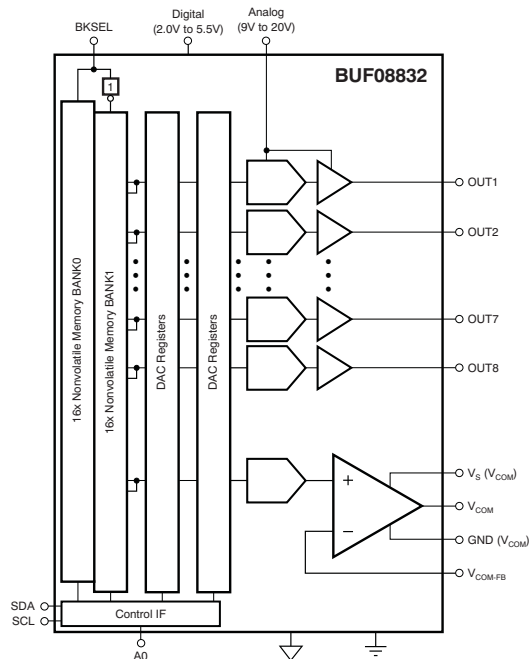 BKSEL
Digital
(2.0V to 5.5V)
Analog
(9V to 20V)
BUF08832
1
16x Nonvolatile Memory BANK0
16x Nonvolatile Memory BANK1
DAC Registers
DAC Registers
OUT1
OUT2
OUT7
OUT8
+
−
VS (VCOM)
VCOM
GND (VCOM)
VCOM-FB
SDA
SCL
Control IF
A0